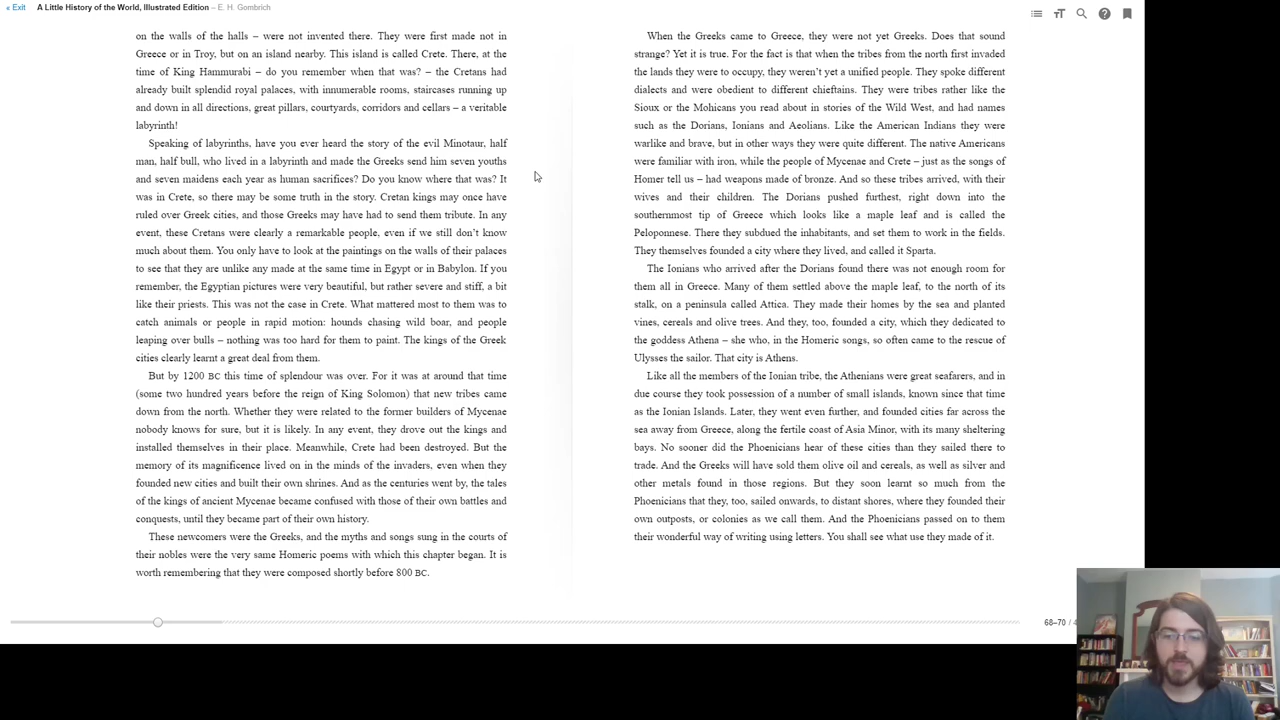 « Exit A Little History of the World, Illustrated Edition – E. H. Gombrich
on the walls of the halls – were not invented there. They were first made not in
Greece or in Troy, but on an island nearby. This island is called Crete. There, at the
time of King Hammurabi – do you remember when that was? – the Cretans had
already built splendid royal palaces, with innumerable rooms, staircases running up
and down in all directions, great pillars, courtyards, corridors and cellars – a veritable
labyrinth!
Speaking of labyrinths, have you ever heard the story of the evil Minotaur, half
man, half bull, who lived in a labyrinth and made the Greeks send him seven youths
and seven maidens each year as human sacrifices? Do you know where that was? It
was in Crete, so there may be some truth in the story. Cretan kings may once have
ruled over Greek cities, and those Greeks may have had to send them tribute. In any
event, these Cretans were clearly a remarkable people, even if we still don't know
much about them. You only have to look at the paintings on the walls of their palaces
to see that they are unlike any made at the same time in Egypt or in Babylon. If you
remember, the Egyptian pictures were very beautiful, but rather severe and stiff, a bit
like their priests. This was not the case in Crete. What mattered most to them was to
catch animals or people in rapid motion: hounds chasing wild boar, and people
leaping over bulls – nothing was too hard for them to paint. The kings of the Greek
cities clearly learnt a great deal from them.
But by 1200 BC this time of splendour was over. For it was at around that time
(some two hundred years before the reign of King Solomon) that new tribes came
down from the north. Whether they were related to the former builders of Mycenae
nobody knows for sure, but it is likely. In any event, they drove out the kings and
installed themselves in their place. Meanwhile, Crete had been destroyed. But the
memory of its magnificence lived on in the minds of the invaders, even when they
founded new cities and built their own shrines. And as the centuries went by, the tales
of the kings of ancient Mycenae became confused with those of their own battles and
conquests, until they became part of their own history.
These newcomers were the Greeks, and the myths and songs sung in the courts of
their nobles were the very same Homeric poems with which this chapter began. It is
worth remembering that they were composed shortly before 800 BC.
When the Greeks came to Greece, they were not yet Greeks. Does that sound
strange? Yet it is true. For the fact is that when the tribes from the north first invaded
the lands they were to occupy, they weren't yet a unified people. They spoke different
dialects and were obedient to different chieftains. They were tribes rather like the
Sioux or the Mohicans you read about in stories of the Wild West, and had names
such as the Dorians, Ionians and Aeolians. Like the American Indians they were
warlike and brave, but in other ways they were quite different. The native Americans
were familiar with iron, while the people of Mycenae and Crete – just as the songs of
Homer tell us – had weapons made of bronze. And so these tribes arrived, with their
wives and their children. The Dorians pushed furthest, right down into the
southernmost tip of Greece which looks like a maple leaf and is called the
Peloponnese. There they subdued the inhabitants, and set them to work in the fields.
They themselves founded a city where they lived, and called it Sparta.
The Ionians who arrived after the Dorians found there was not enough room for
them all in Greece. Many of them settled above the maple leaf, to the north of its
stalk, on a peninsula called Attica. They made their homes by the sea and planted
vines, cereals and olive trees. And they, too, founded a city, which they dedicated to
the goddess Athena – she who, in the Homeric songs, so often came to the rescue of
Ulysses the sailor. That city is Athens.
Like all the members of the Ionian tribe, the Athenians were great seafarers, and in
due course they took possession of a number of small islands, known since that time
as the Ionian Islands. Later, they went even further, and founded cities far across the
sea away from Greece, along the fertile coast of Asia Minor, with its many sheltering
bays. No sooner did the Phoenicians hear of these cities than they sailed there to
trade. And the Greeks will have sold them olive oil and cereals, as well as silver and
other metals found in those regions. But they soon learnt so much from the
Phoenicians that they, too, sailed onwards, to distant shores, where they founded their
own outposts, or colonies as we call them. And the Phoenicians passed on to them
their wonderful way of writing using letters. You shall see what use they made of it.
68–70 /